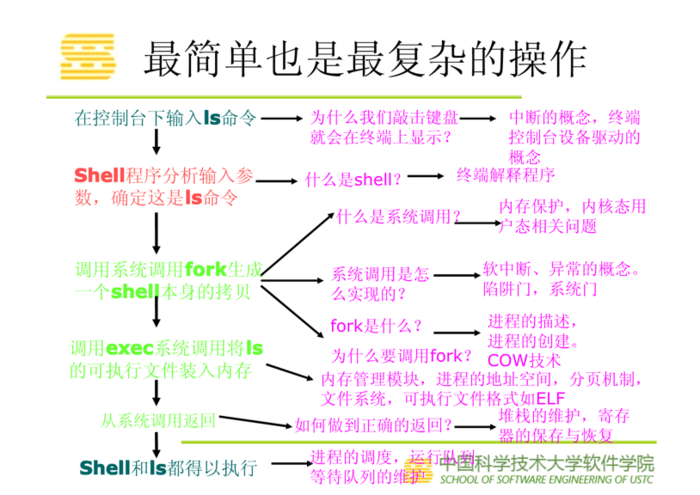 最简单也是最复杂的操作
在控制台下输入ls命令
为什么我们敲击键盘
就会在终端上显示？
中断的概念，终端
控制台设备驱动的
概念
Shell程序分析输入参
数，确定这是ls命令
什么是shell？
终端解释程序
什么是系统调用？
内存保护，内核态用
户态相关问题
调用系统调用fork生成
一个shell本身的拷贝
系统调用是怎
么实现的？
软中断、异常的概念。
陷阱门，系统门
fork是什么？
为什么要调用fork？
进程的描述，
进程的创建。
COW技术
调用exec系统调用将ls
的可执行文件装入内存
内存管理模块，进程的地址空间，分页机制，
文件系统，可执行文件格式如ELF
从系统调用返回
如何做到正确的返回？
堆栈的维护，寄存
器的保存与恢复
Shell和ls都得以执行
进程的调度，运行队列
等待队列的维护
中国科学技术大学软件学院
SCHOOL OF SOFTWARE ENGINEERING OF USTC